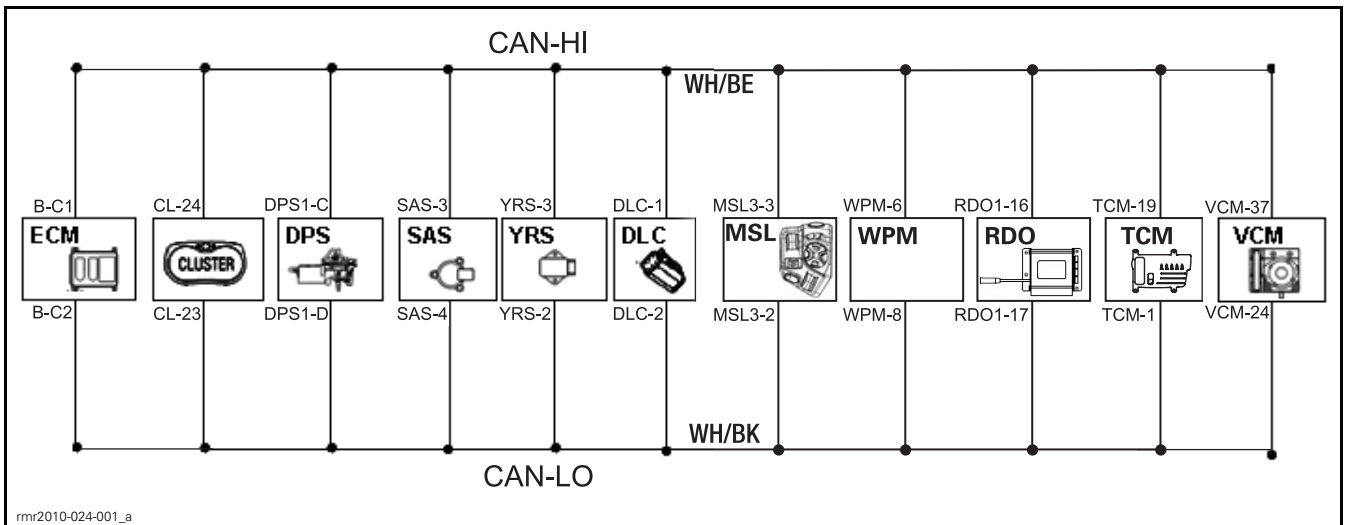 CAN-HI
WH/BE
B-C1 CL-24 DPS1-C SAS-3 YRS-3 DLC-1 MSL3-3 WPM-6 RDO1-16 TCM-19 VCM-37
ECM CLUSTER DPS SAS YRS DLC MSL WPM RDO TCM VCM
B-C2 CL-23 DPS1-D SAS-4 YRS-2 DLC-2 MSL3-2 WPM-8 RDO1-17 TCM-1 VCM-24
WH/BK
CAN-LO
rmr2010-024-001_a